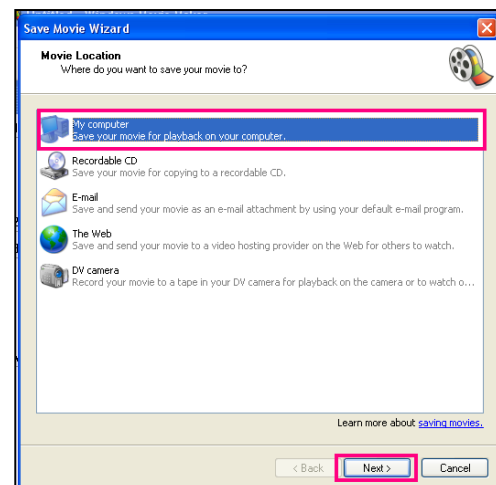 Save Movie Wizard
Movie Location
Where do you want to save your movie to?
My computer
Save your movie for playback on your computer.
Recordable CD
Save your movie for copying to a recordable CD.
E-mail
Save and send your movie as an e-mail attachment by using your default e-mail program.
The Web
Save and send your movie to a video hosting provider on the Web for others to watch.
DV camera
Record your movie to a tape in your DV camera for playback on the camera or to watch o...
Learn more about saving movies.
< Back
Next >
Cancel